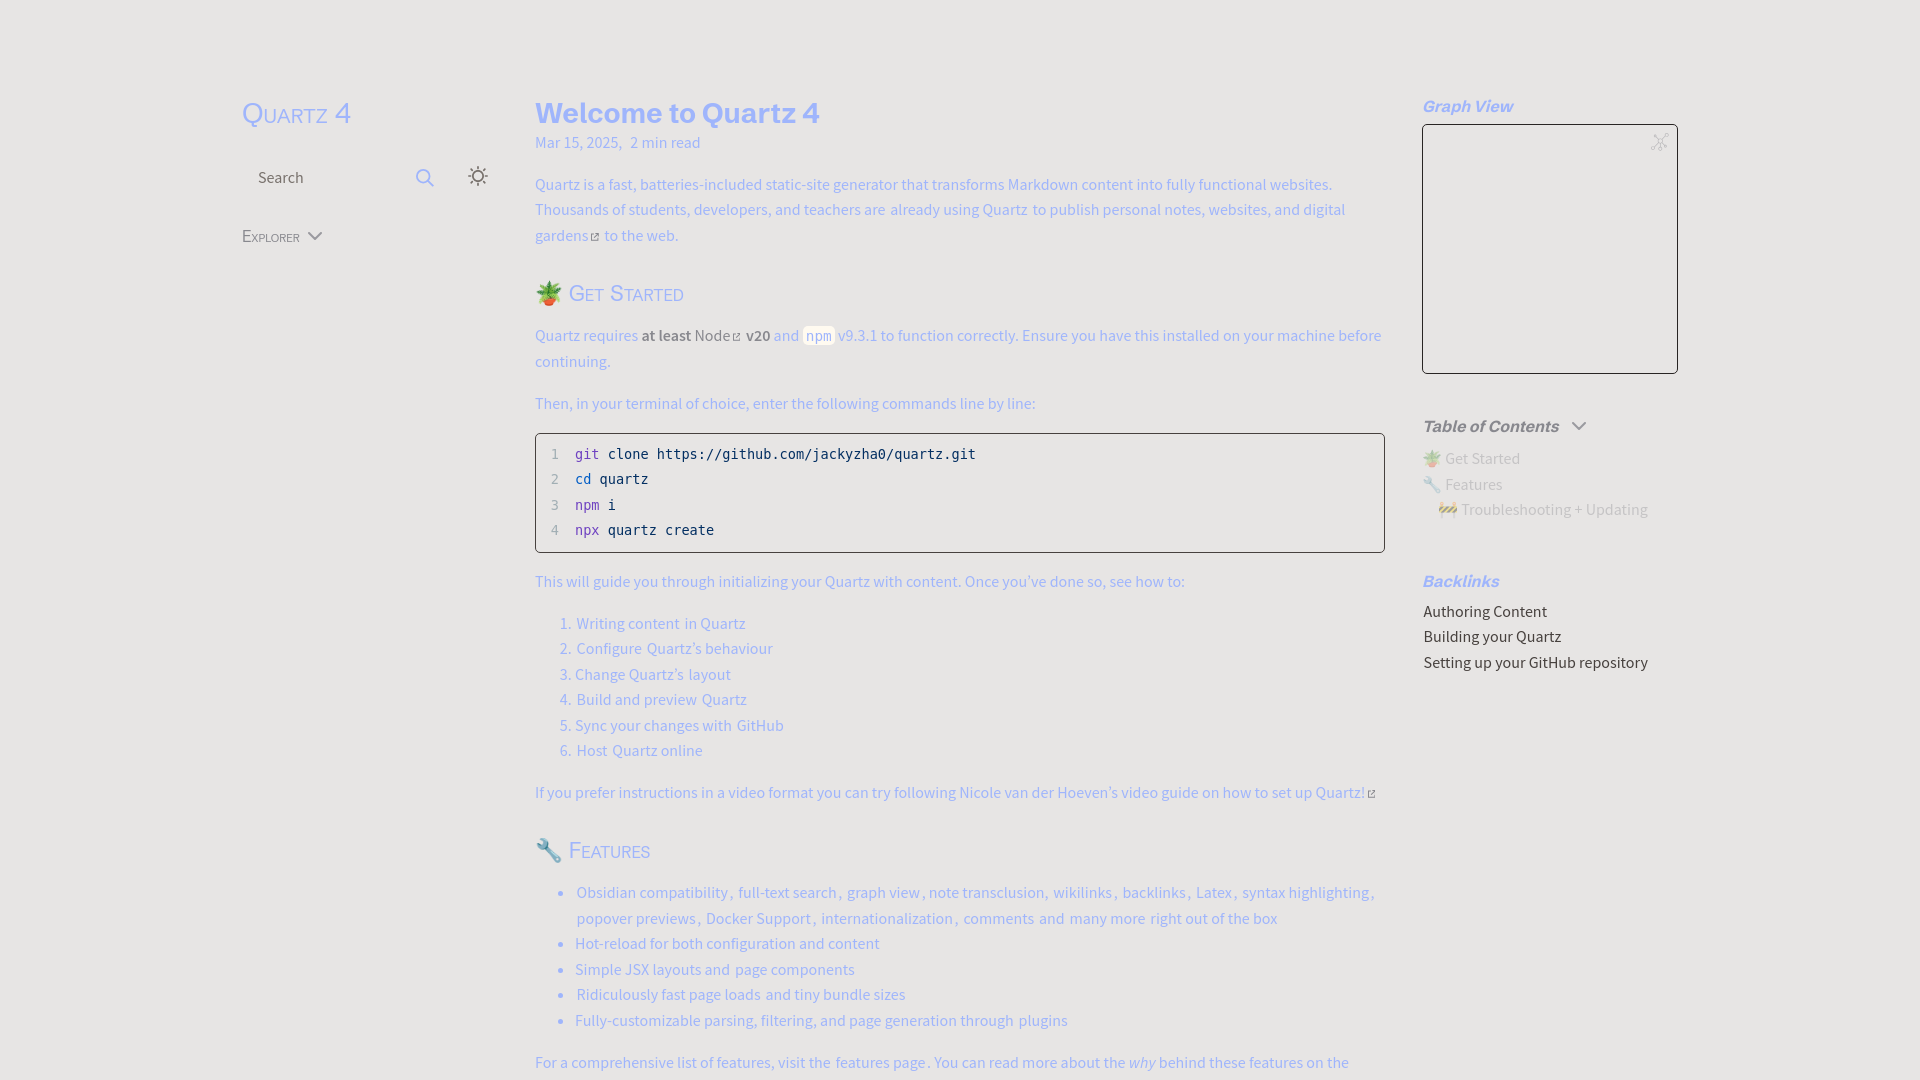 Quartz 4
Search
Explorer
Welcome to Quartz 4
Mar 15, 2025, 2 min read
Quartz is a fast, batteries-included static-site generator that transforms Markdown content into fully functional websites.
Thousands of students, developers, and teachers are already using Quartz to publish personal notes, websites, and digital
gardens to the web.
🪴 Get Started
Quartz requires at least Node v20 and npm v9.3.1 to function correctly. Ensure you have this installed on your machine before
continuing.
Then, in your terminal of choice, enter the following commands line by line:
1 git clone https://github.com/jackyzha0/quartz.git
2 cd quartz
3 npm i
4 npx quartz create
This will guide you through initializing your Quartz with content. Once you’ve done so, see how to:
1. Writing content in Quartz
2. Configure Quartz’s behaviour
3. Change Quartz’s layout
4. Build and preview Quartz
5. Sync your changes with GitHub
6. Host Quartz online
If you prefer instructions in a video format you can try following Nicole van der Hoeven’s video guide on how to set up Quartz!
🔧 Features
• Obsidian compatibility, full-text search, graph view, note transclusion, wikilinks, backlinks, Latex, syntax highlighting,
popover previews, Docker Support, internationalization, comments and many more right out of the box
• Hot-reload for both configuration and content
• Simple JSX layouts and page components
• Ridiculously fast page loads and tiny bundle sizes
• Fully-customizable parsing, filtering, and page generation through plugins
For a comprehensive list of features, visit the features page. You can read more about the why behind these features on the
Graph View
Table of Contents
🪴 Get Started
🔧 Features
🚧 Troubleshooting + Updating
Backlinks
Authoring Content
Building your Quartz
Setting up your GitHub repository